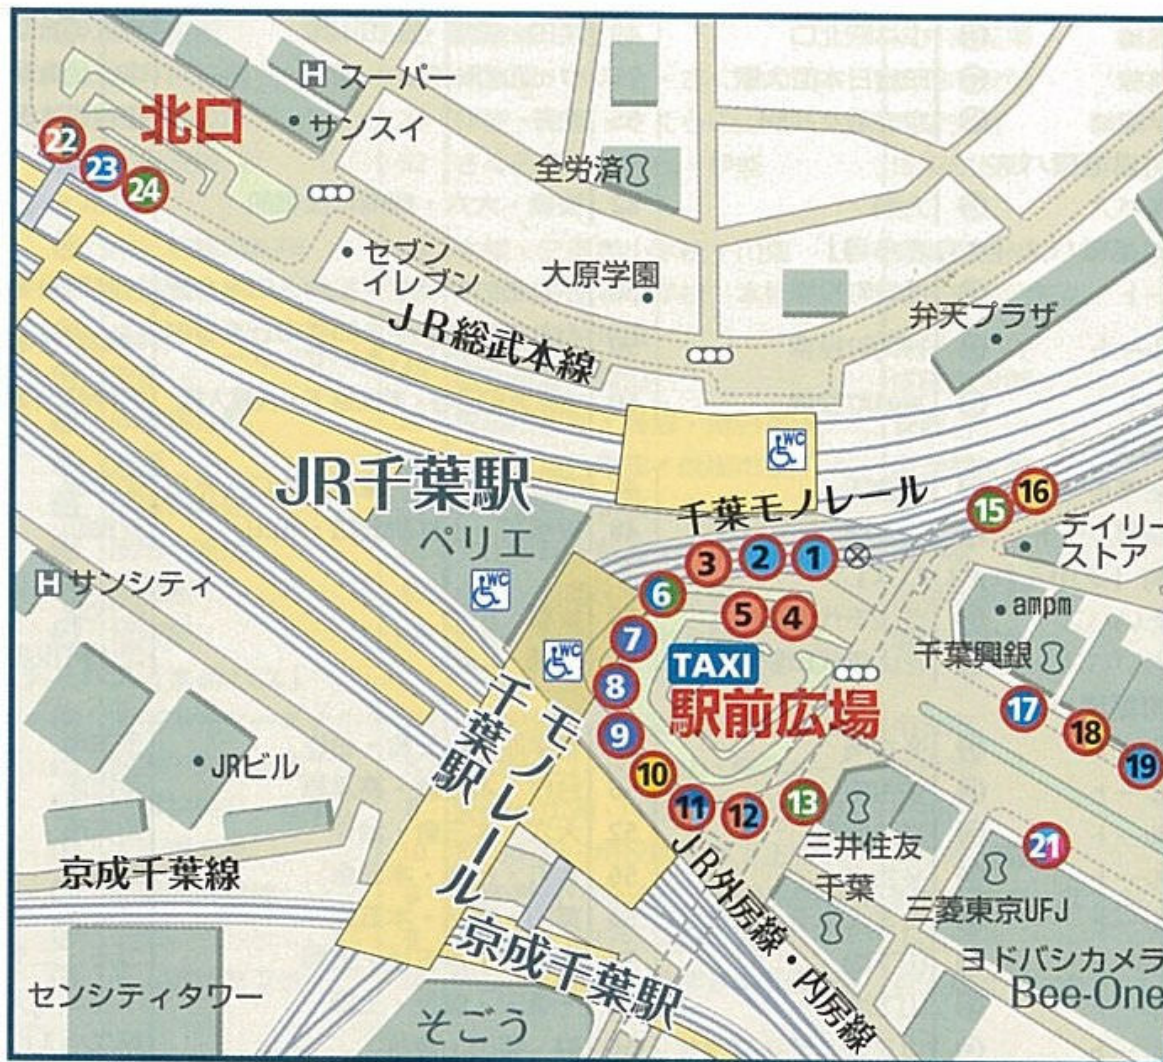 H スーパー
北口
サンスイ
22
23
24
全労済
セブン
イレブン
大原学園
JR総武本線
弁天プラザ
WC
JR千葉駅
千葉モノレール
16
15
デイリー
ストア
ペリエ
3
2
1
WC
H サンシティ
6
5
4
ampm
7
WC
TAXI
千葉興銀
8
駅前広場
17
9
18
モノレール
千葉駅
JRビル
10
19
11
12
13
21
三井住友
京成千葉線
JR外房線・内房線
千葉
三菱東京UFJ
京成千葉駅
ヨドバシカメラ
Bee-One
センシティタワー
そごう